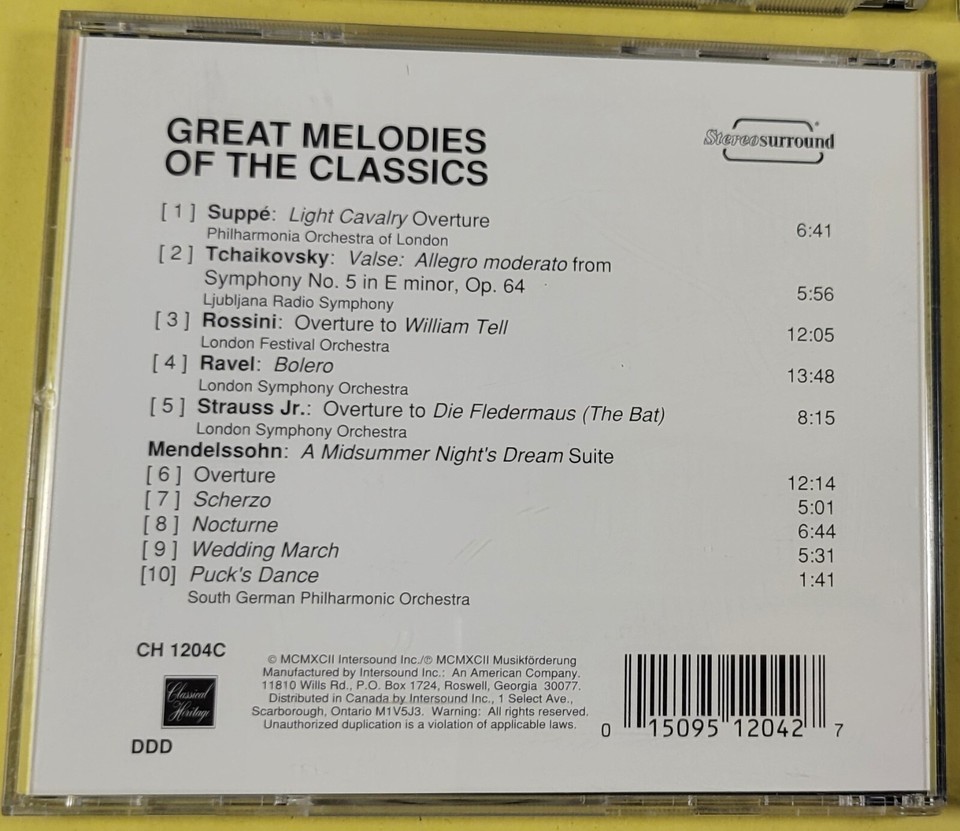 GREAT MELODIES
OF THE CLASSICS
Stereosurround
[ 1 ] Suppé: Light Cavalry Overture 6:41
Philharmonia Orchestra of London
[ 2 ] Tchaikovsky: Valse: Allegro moderato from
Symphony No. 5 in E minor, Op. 64 5:56
Ljubljana Radio Symphony
[ 3 ] Rossini: Overture to William Tell 12:05
London Festival Orchestra
[ 4 ] Ravel: Bolero 13:48
London Symphony Orchestra
[ 5 ] Strauss Jr.: Overture to Die Fledermaus (The Bat) 8:15
London Symphony Orchestra
Mendelssohn: A Midsummer Night's Dream Suite
[ 6 ] Overture 12:14
[ 7 ] Scherzo 5:01
[ 8 ] Nocturne 6:44
[ 9 ] Wedding March 5:31
[10] Puck's Dance 1:41
South German Philharmonic Orchestra
CH 1204C
Classical
Heritage
DDD
© MCMXCII Intersound Inc./℗ MCMXCII Musikförderung
Manufactured by Intersound Inc.: An American Company.
11810 Wills Rd., P.O. Box 1724, Roswell, Georgia 30077.
Distributed in Canada by Intersound Inc., 1 Select Ave.,
Scarborough, Ontario M1V5J3. Warning: All rights reserved.
Unauthorized duplication is a violation of applicable laws.
0 15095 12042 7